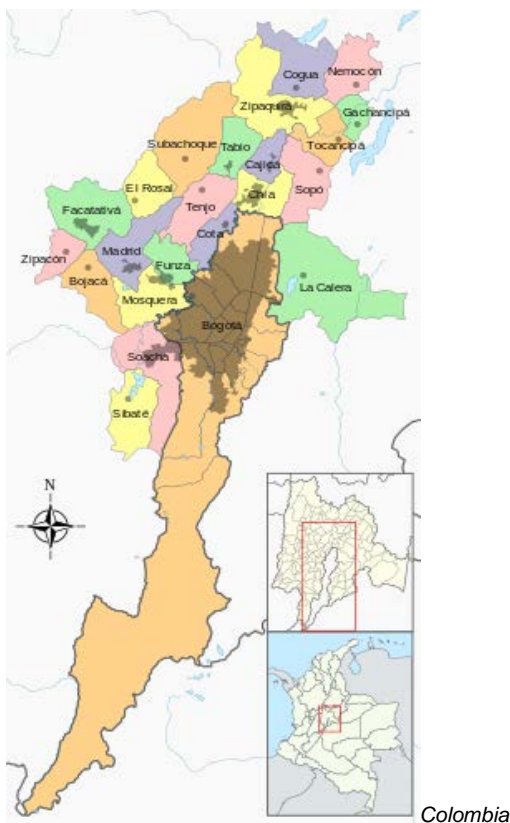 Cogua
Nemocón
Zipaquirá
Gachancipá
Tocancipá
Subachoque
Tabio
Cajicá
Sopó
El Rosal
Chía
Tenjo
Facatativá
Cota
Zipacón
Madrid
Funza
Bojacá
La Calera
Mosquera
Bogotá
Soacha
Sibaté
N
Colombia